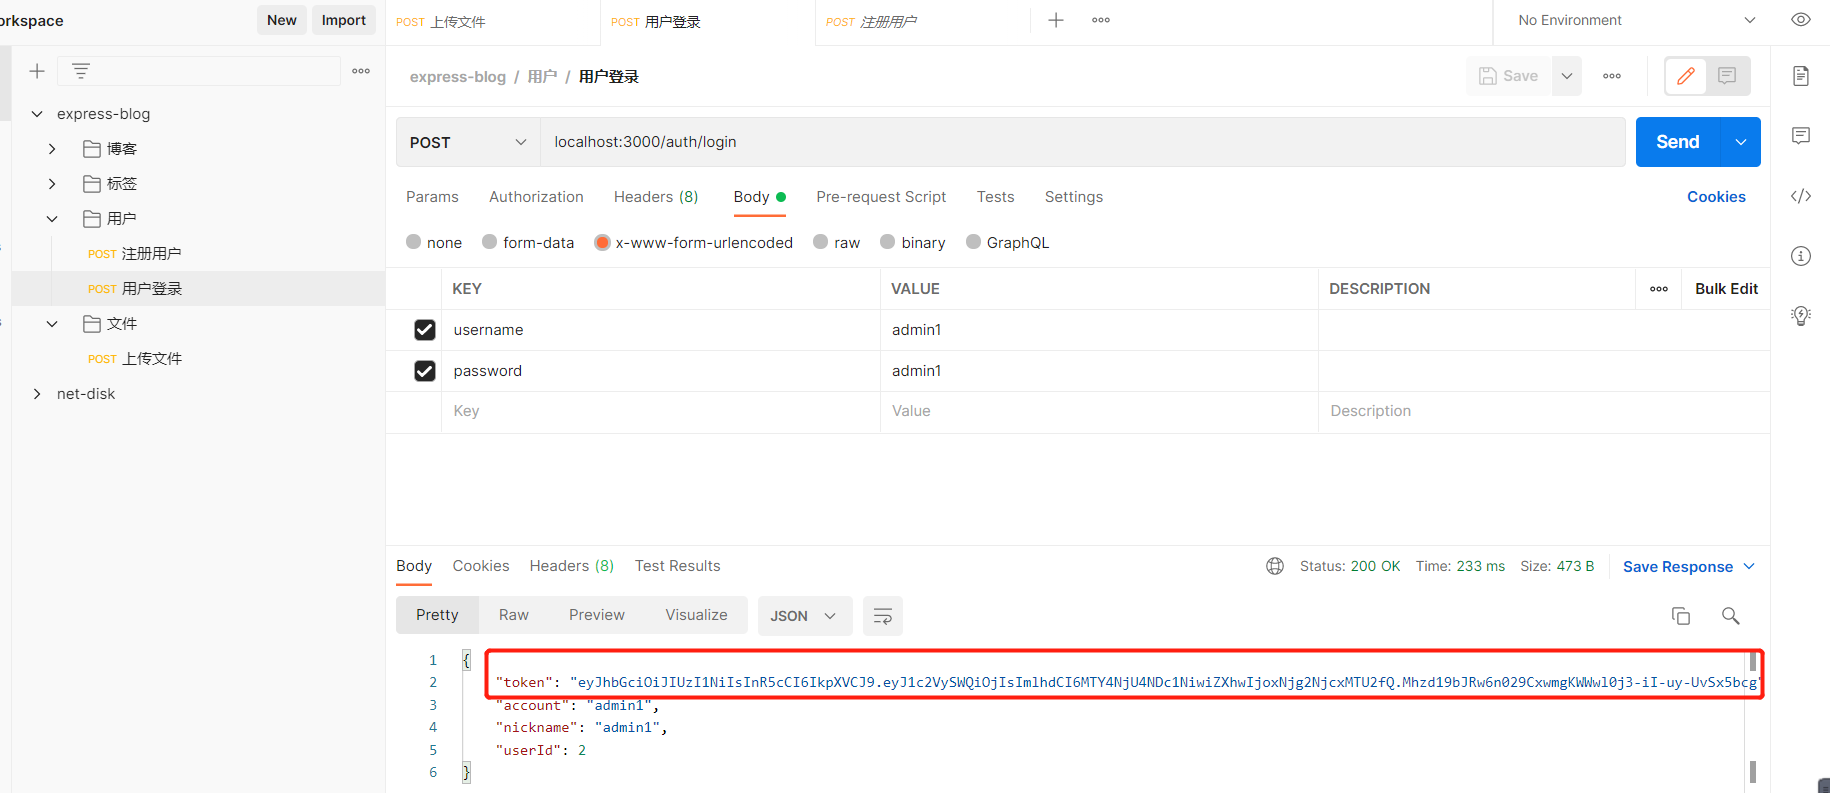 orkspace
New
Import
POST 上传文件
POST 用户登录
POST 注册用户
No Environment
express-blog / 用户 / 用户登录
Save
express-blog
博客
标签
用户
POST 注册用户
POST 用户登录
文件
POST 上传文件
net-disk
POST
localhost:3000/auth/login
Send
Params
Authorization
Headers (8)
Body
Pre-request Script
Tests
Settings
Cookies
none
form-data
x-www-form-urlencoded
raw
binary
GraphQL
KEY
VALUE
DESCRIPTION
Bulk Edit
username
admin1
password
admin1
Key
Value
Description
Body
Cookies
Headers (8)
Test Results
Status: 200 OK
Time: 233 ms
Size: 473 B
Save Response
Pretty
Raw
Preview
Visualize
JSON
1 {
2 "token": "eyJhbGciOiJIUzI1NiIsInR5cCI6IkpXVCJ9.eyJ1c2VySWQiOjIsImlhdCI6MTY4NjU4NDc1NiwiZXhwIjoxNjg2NjcxMTU2fQ.Mhzd19bJRw6n029CxwmgKWWwl0j3-iI-uy-UvSx5bcg"
3 "account": "admin1",
4 "nickname": "admin1",
5 "userId": 2
6 }